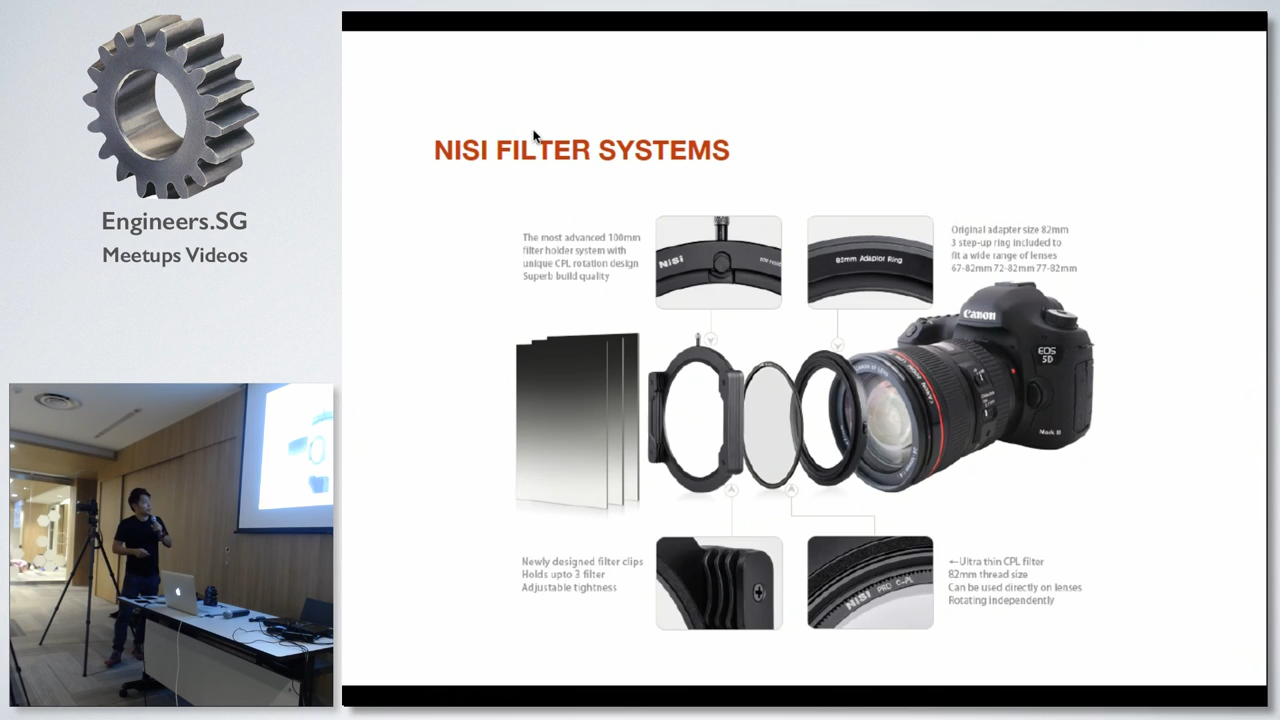 Engineers.SG
Meetups Videos
NISI FILTER SYSTEMS
The most advanced 100mm
filter holder system with
unique CPL rotation design
Superb build quality
NiSi
82mm Adaptor Ring
Original adapter size 82mm
3 step-up ring included to
fit a wide range of lenses
67-82mm 72-82mm 77-82mm
Canon
EOS
5D
Mark III
Newly designed filter clips
Holds upto 3 filter
Adjustable tightness
NiSi PRO C-PL
←Ultra thin CPL filter
82mm thread size
Can be used directly on lenses
Rotating independently